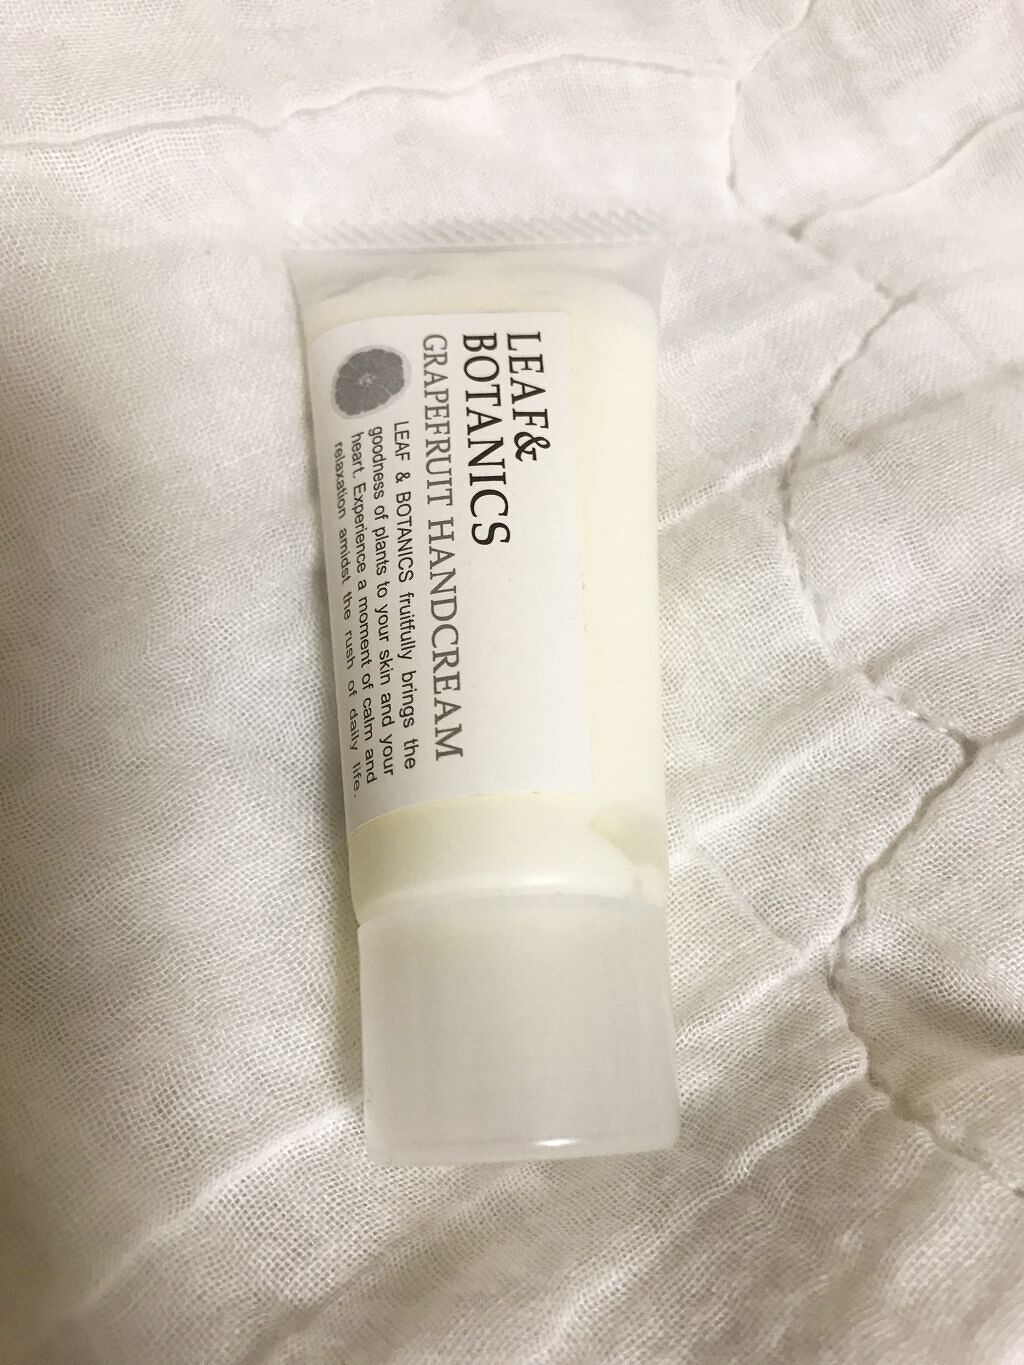 LEAF&
BOTANICS
GRAPEFRUIT HANDCREAM
LEAF & BOTANICS fruitfully brings the
goodness of plants to your skin and your
heart. Experience a moment of calm and
relaxation amidst the rush of daily life.